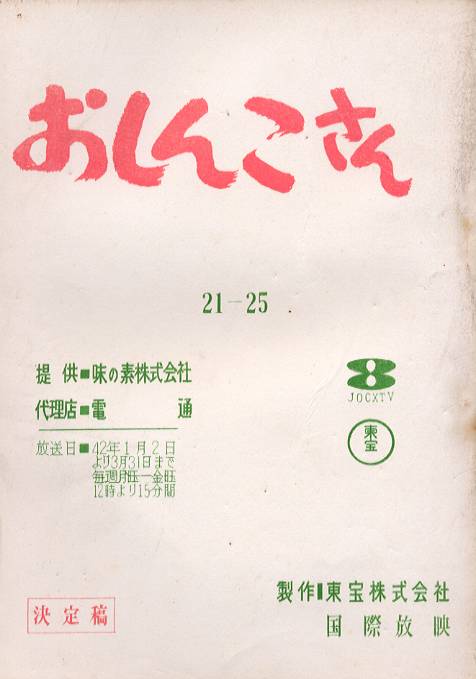 おしんこさん
21-25
提供■味の素株式会社
代理店■電通
放送日■42年1月2日
より3月31日まで
毎週月旺一金旺
12時より15分間
8
JOCXTV
東宝
製作■東宝株式会社
国際放映
決定稿